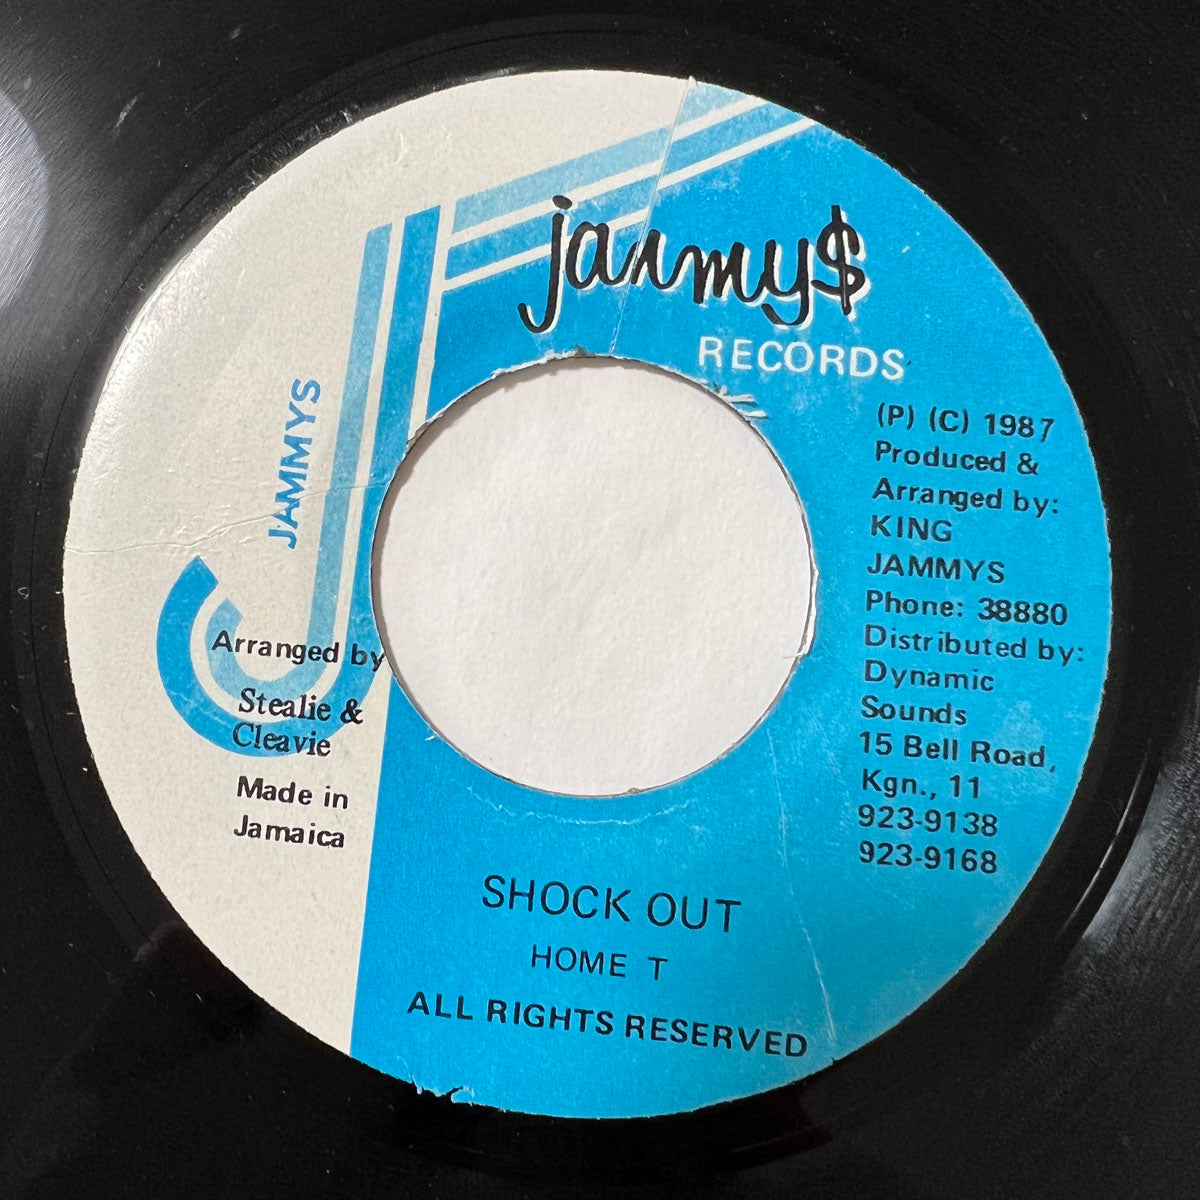 jammy$
RECORDS
JAMMYS
(P) (C) 1987
Produced &
Arranged by:
KING
JAMMYS
Phone: 38880
Distributed by:
Dynamic
Sounds
15 Bell Road,
Kgn., 11
923-9138
923-9168
Arranged by
Stealie &
Cleavie
Made in
Jamaica
SHOCK OUT
HOME T
ALL RIGHTS RESERVED